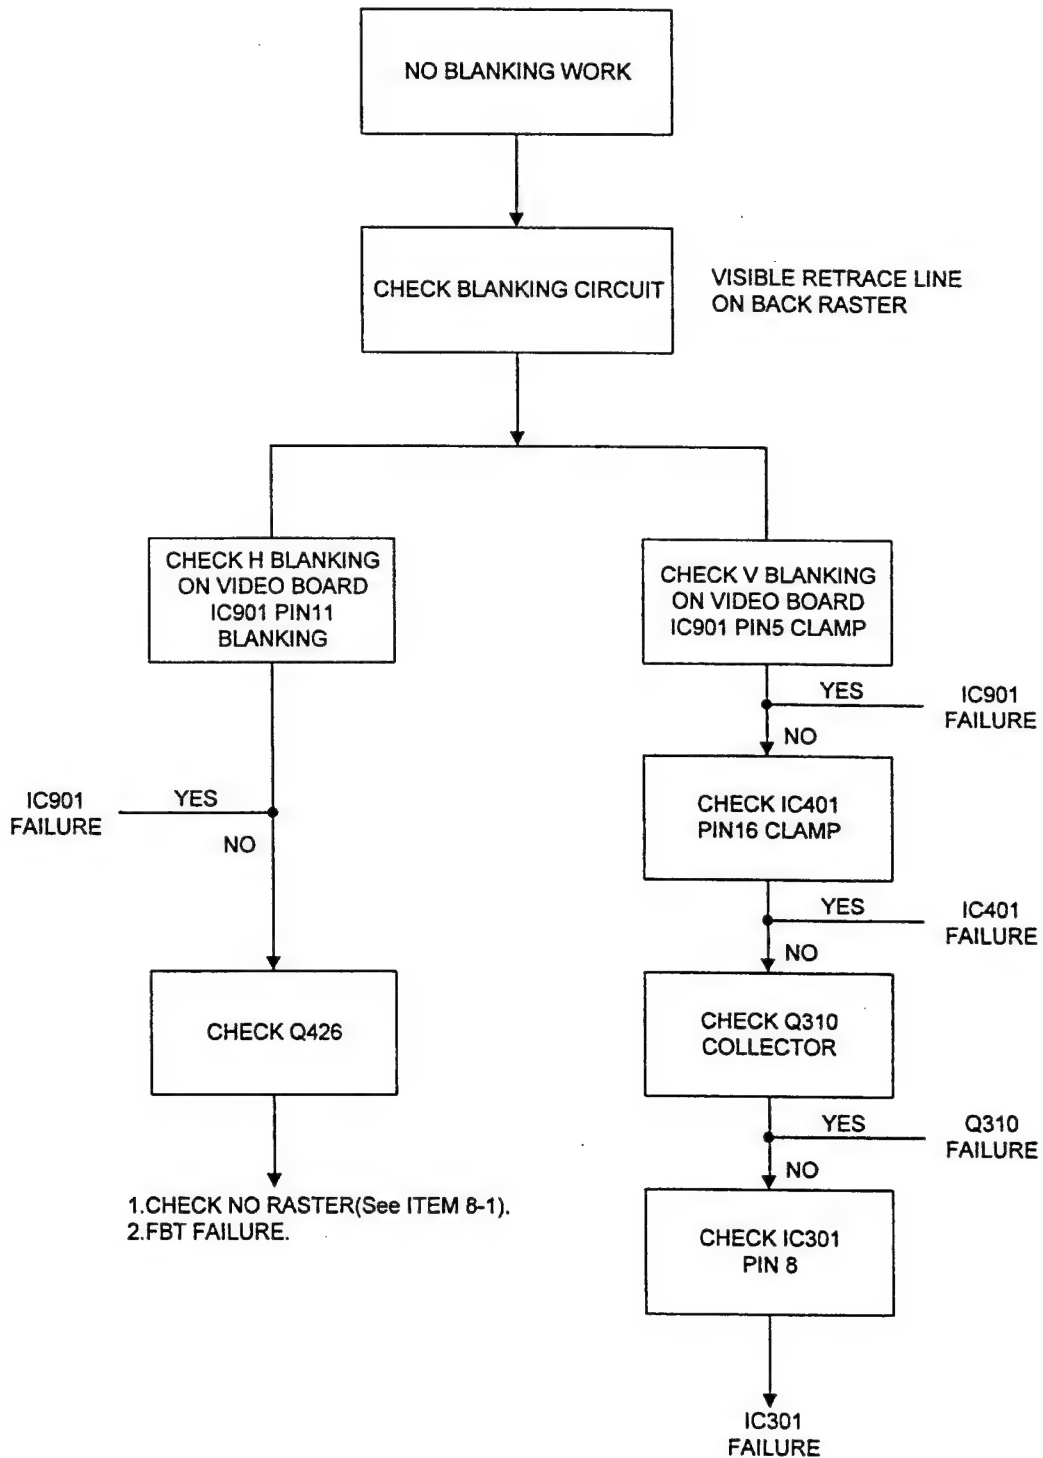 NO BLANKING WORK
CHECK BLANKING CIRCUIT
VISIBLE RETRACE LINE
ON BACK RASTER
CHECK H BLANKING
ON VIDEO BOARD
IC901 PIN11
BLANKING
YES
IC901
FAILURE
NO
CHECK Q426
1.CHECK NO RASTER(See ITEM 8-1).
2.FBT FAILURE.
CHECK V BLANKING
ON VIDEO BOARD
IC901 PIN5 CLAMP
YES
IC901
FAILURE
NO
CHECK IC401
PIN16 CLAMP
YES
IC401
FAILURE
NO
CHECK Q310
COLLECTOR
YES
Q310
FAILURE
NO
CHECK IC301
PIN 8
IC301
FAILURE